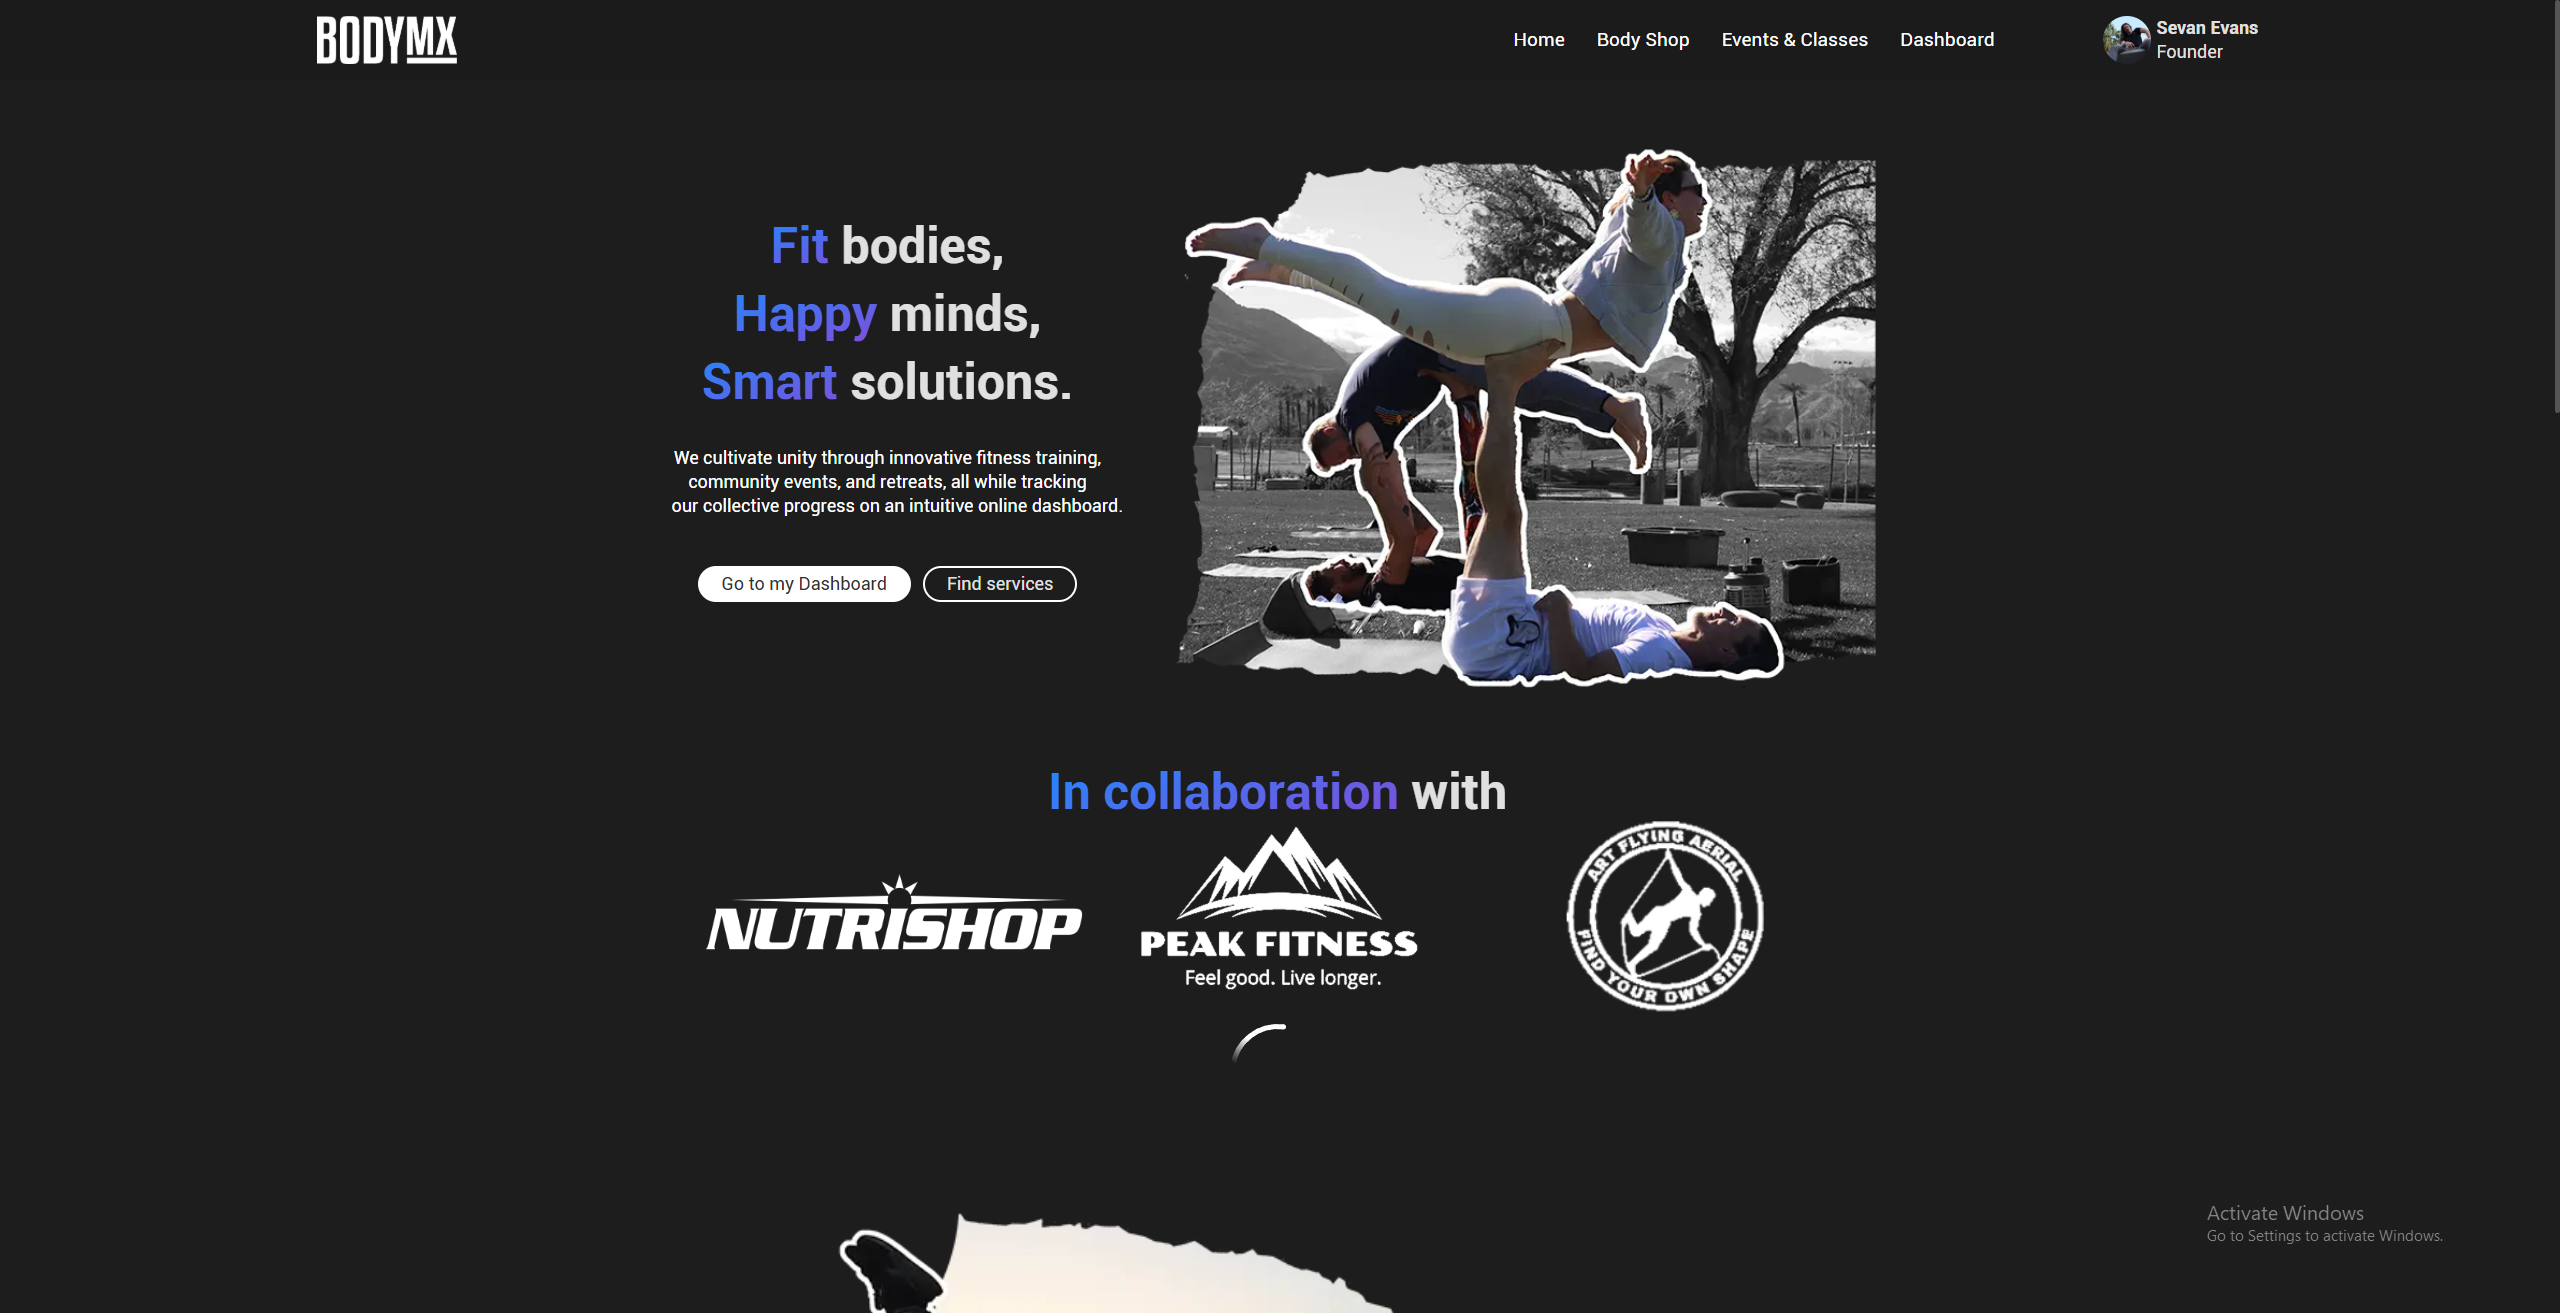 BODYMX
Home
Body Shop
Events & Classes
Dashboard
Sevan Evans
Founder
Fit bodies,
Happy minds,
Smart solutions.
We cultivate unity through innovative fitness training,
community events, and retreats, all while tracking
our collective progress on an intuitive online dashboard.
Go to my Dashboard
Find services
In collaboration with
NUTRISHOP
PEAK FITNESS
Feel good. Live longer.
ART FLYING AERIAL
FIND YOUR OWN SHAPE
Activate Windows
Go to Settings to activate Windows.